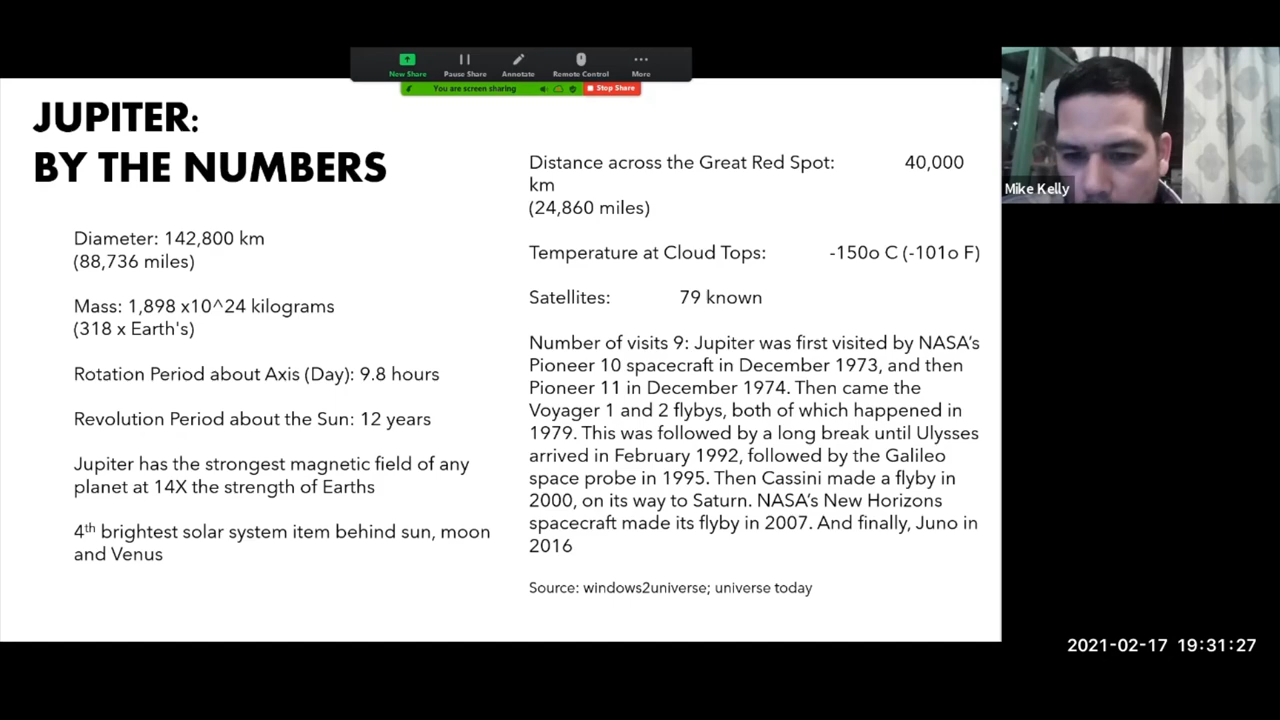 New Share
Pause Share
Annotate
Remote Control
More
You are screen sharing
Stop Share
JUPITER:
BY THE NUMBERS
Diameter: 142,800 km
(88,736 miles)
Mass: 1,898 x10^24 kilograms
(318 x Earth's)
Rotation Period about Axis (Day): 9.8 hours
Revolution Period about the Sun: 12 years
Jupiter has the strongest magnetic field of any
planet at 14X the strength of Earths
4th brightest solar system item behind sun, moon
and Venus
Distance across the Great Red Spot: 40,000
km
(24,860 miles)
Temperature at Cloud Tops: -150o C (-101o F)
Satellites: 79 known
Number of visits 9: Jupiter was first visited by NASA’s
Pioneer 10 spacecraft in December 1973, and then
Pioneer 11 in December 1974. Then came the
Voyager 1 and 2 flybys, both of which happened in
1979. This was followed by a long break until Ulysses
arrived in February 1992, followed by the Galileo
space probe in 1995. Then Cassini made a flyby in
2000, on its way to Saturn. NASA’s New Horizons
spacecraft made its flyby in 2007. And finally, Juno in
2016
Source: windows2universe; universe today
Mike Kelly
2021-02-17 19:31:27